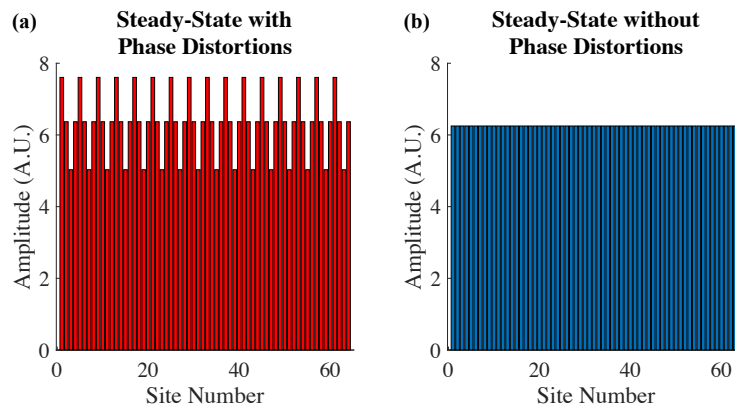 (a) Steady-State with
Phase Distortions
8
6
4
2
0
Amplitude (A.U.)
0 20 40 60
Site Number
(b) Steady-State without
Phase Distortions
8
6
4
2
0
Amplitude (A.U.)
0 20 40 60
Site Number